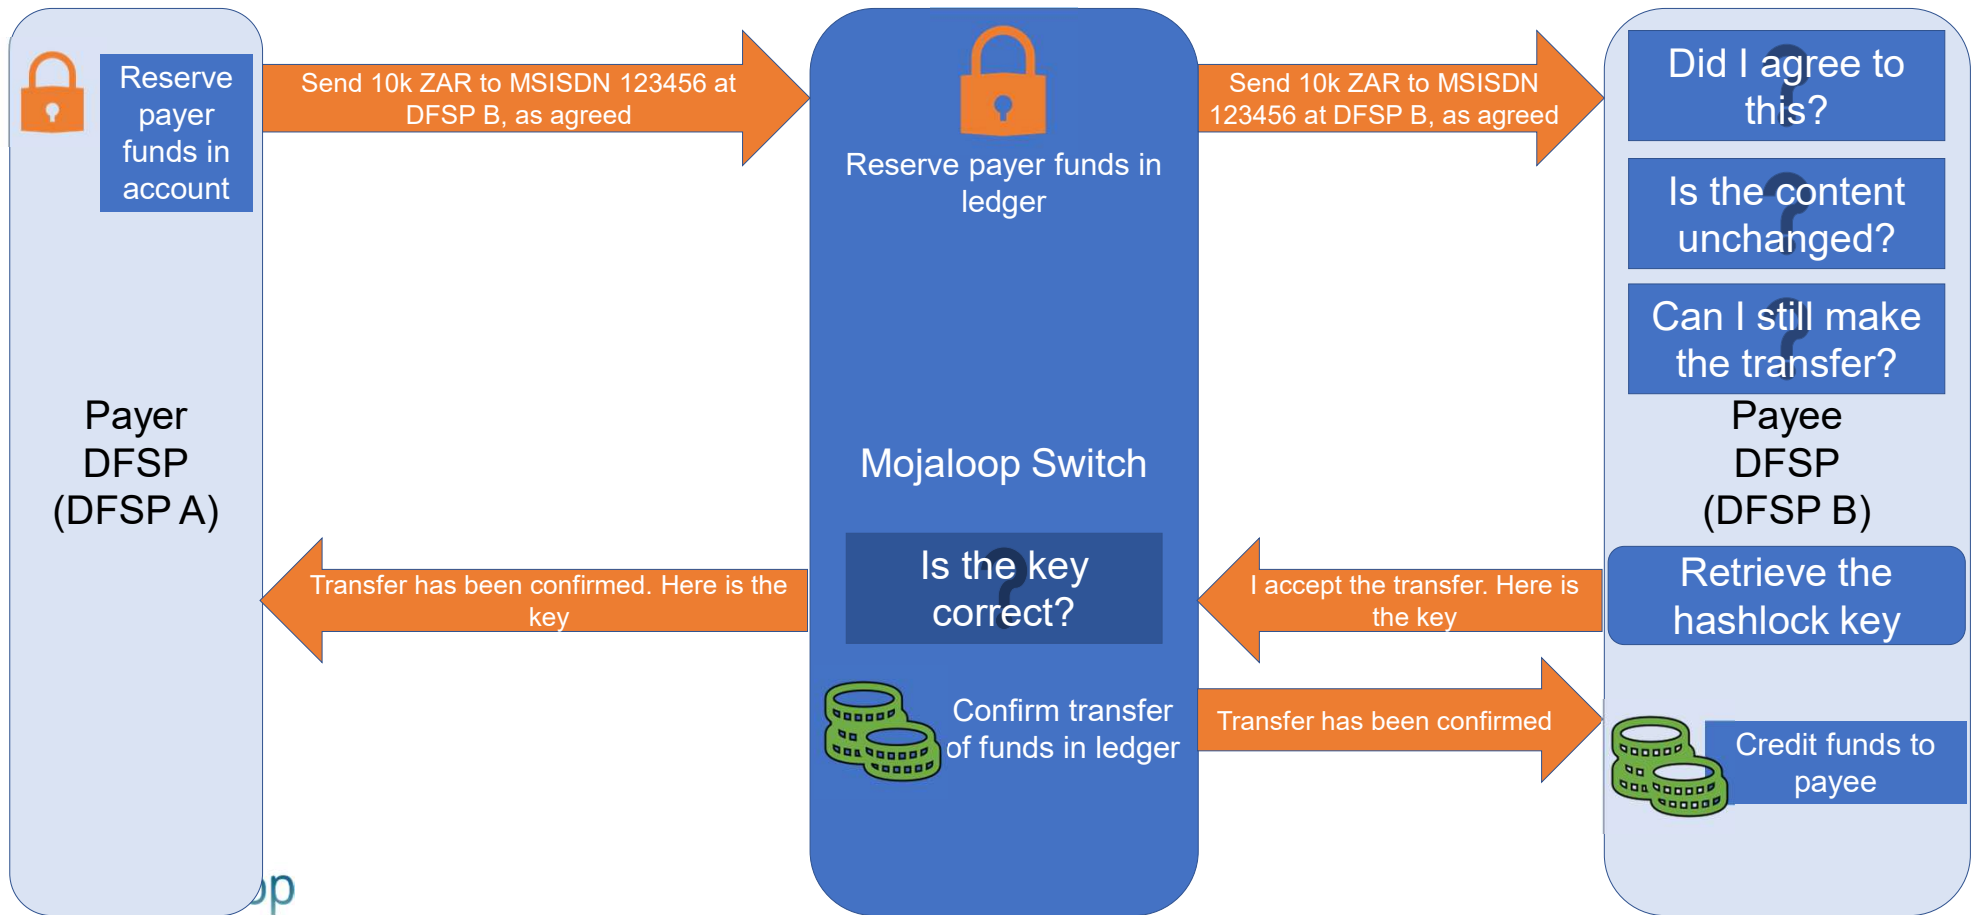 Reserve
payer
funds in
account
Send 10k ZAR to MSISDN 123456 at
DFSP B, as agreed
Reserve payer funds in
ledger
Send 10k ZAR to MSISDN
123456 at DFSP B, as agreed
Did I agree to
this?
Is the content
unchanged?
Can I still make
the transfer?
Payer
DFSP
(DFSP A)
Mojaloop Switch
Payee
DFSP
(DFSP B)
Transfer has been confirmed. Here is the
key
Is the key
correct?
I accept the transfer. Here is
the key
Retrieve the
hashlock key
Confirm transfer
of funds in ledger
Transfer has been confirmed
Credit funds to
payee